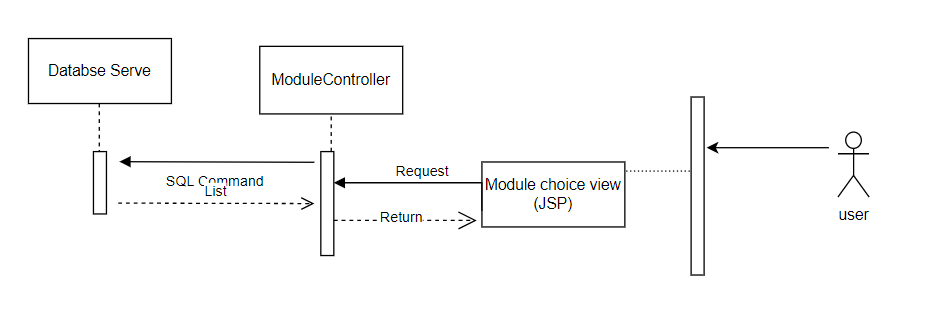 Databse Serve
ModuleController
SQL Command
List
Request
Return
Module choice view
(JSP)
user